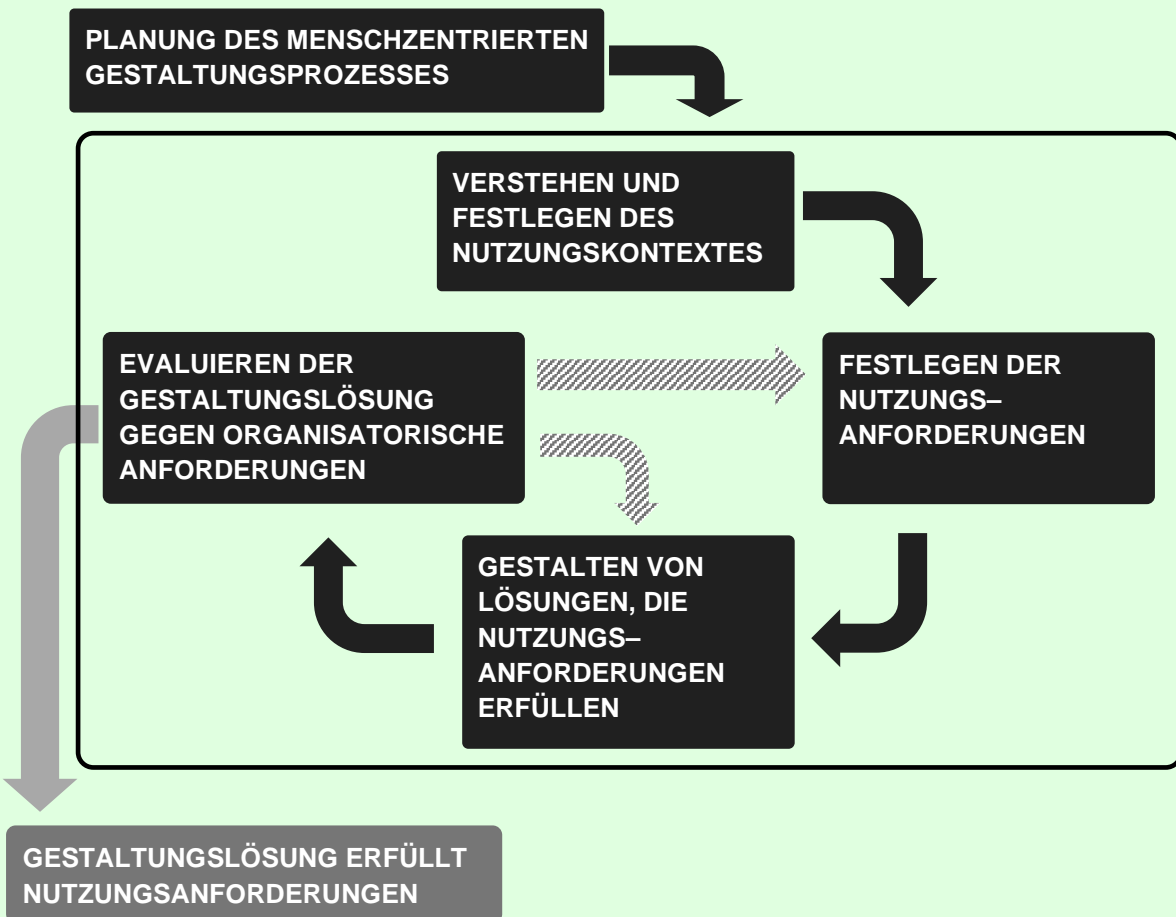 PLANUNG DES MENSCHZENTRIERTEN
GESTALTUNGSPROZESSES
VERSTEHEN UND
FESTLEGEN DES
NUTZUNGSKONTEXTES
EVALUIEREN DER
GESTALTUNGSLÖSUNG
GEGEN ORGANISATORISCHE
ANFORDERUNGEN
FESTLEGEN DER
NUTZUNGS–
ANFORDERUNGEN
GESTALTEN VON
LÖSUNGEN, DIE
NUTZUNGS–
ANFORDERUNGEN
ERFÜLLEN
GESTALTUNGSLÖSUNG ERFÜLLT
NUTZUNGSANFORDERUNGEN